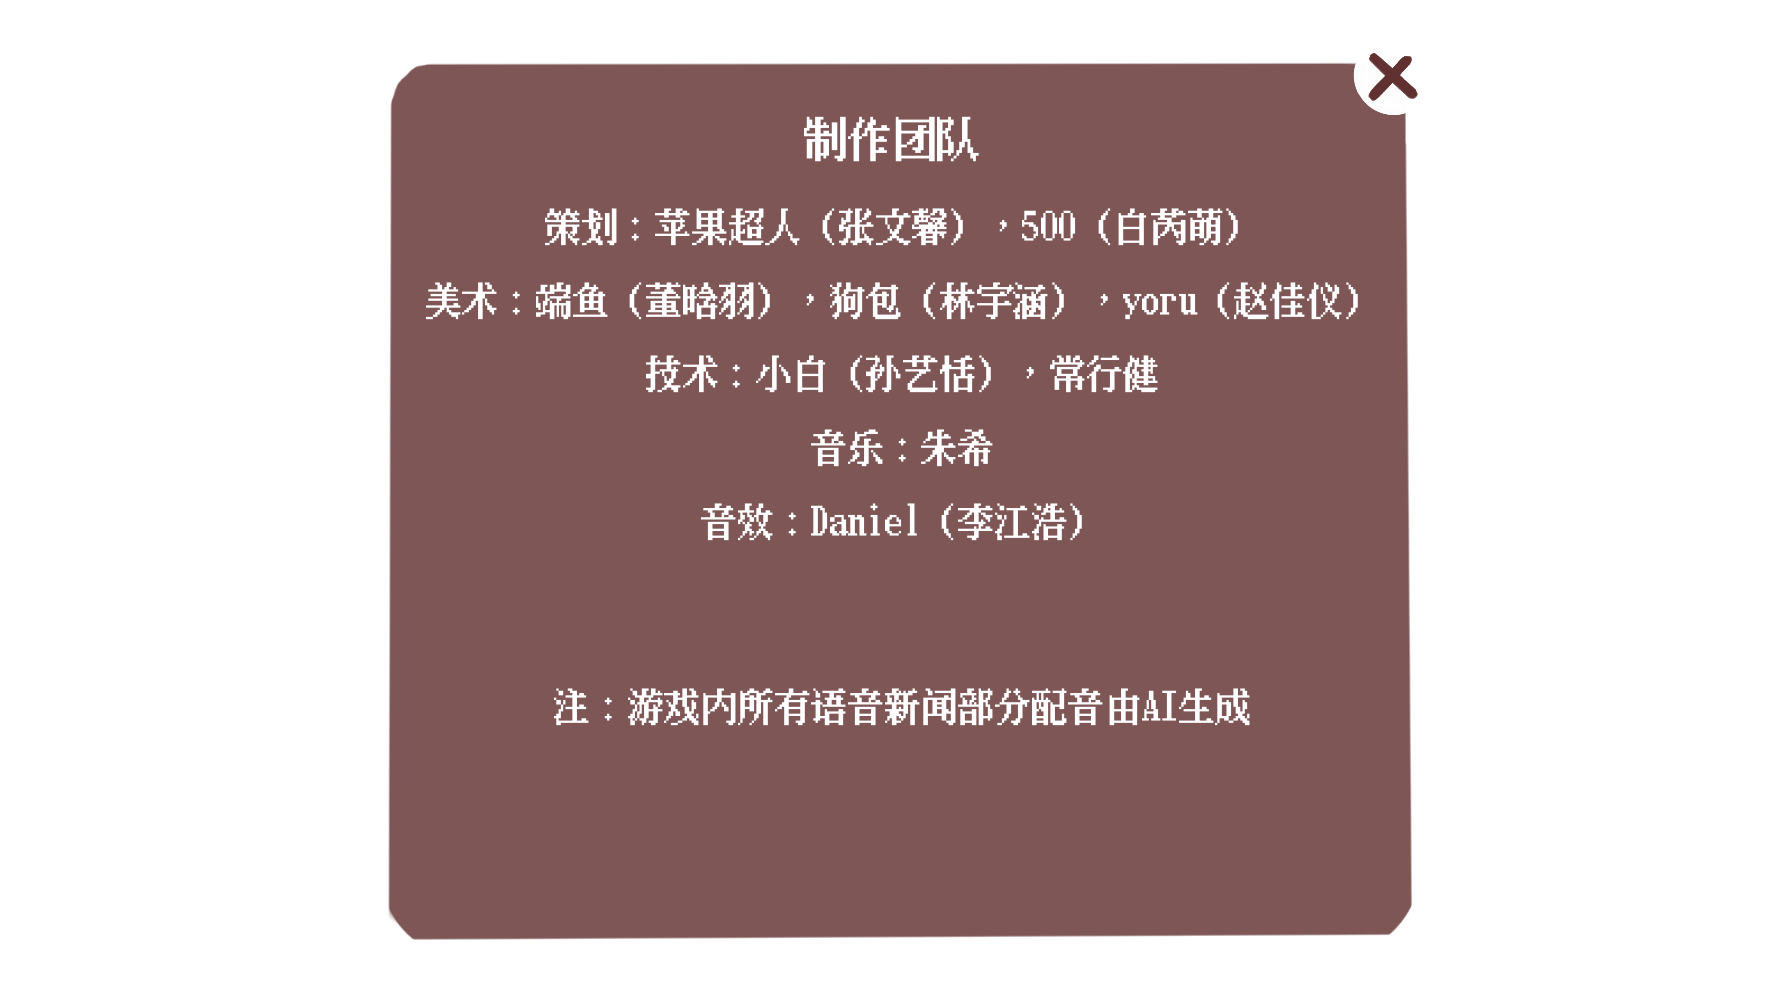 制作团队
策划：苹果超人（张文馨），500（白芮萌）
美术：端鱼（董晗羽），狗包（林宇涵），yoru（赵佳仪）
技术：小白（孙艺恬），常行健
音乐：朱希
音效：Daniel（李江浩）
注：游戏内所有语音新闻部分配音由AI生成